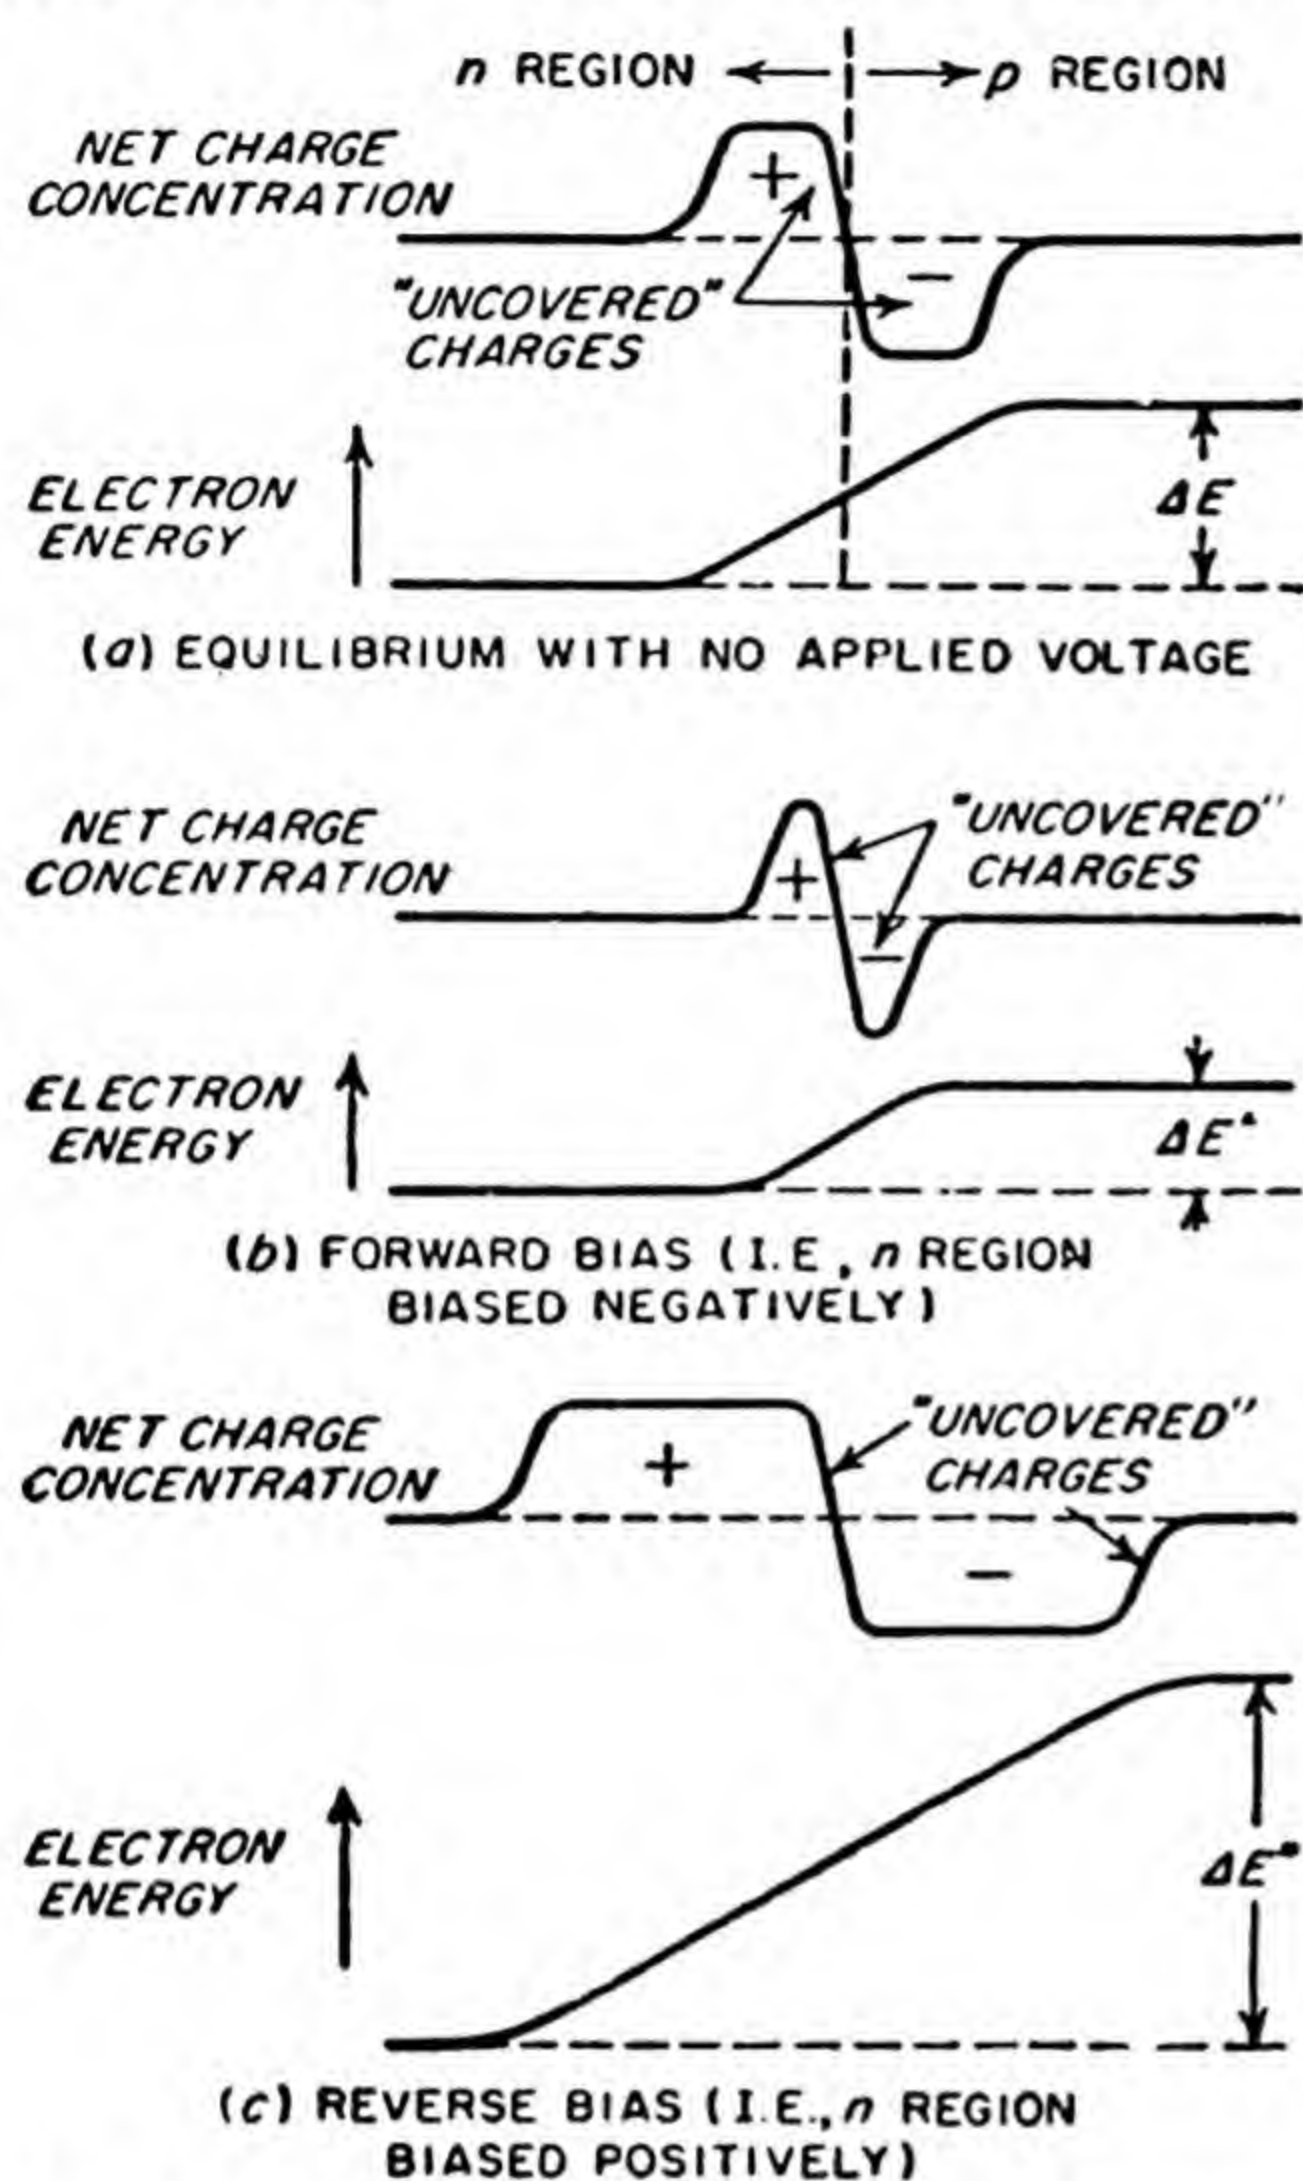 n REGION p REGION
NET CHARGE
CONCENTRATION
+
−
"UNCOVERED"
CHARGES
ELECTRON
ENERGY
ΔE
(a) EQUILIBRIUM WITH NO APPLIED VOLTAGE
NET CHARGE
CONCENTRATION
+
−
"UNCOVERED"
CHARGES
ELECTRON
ENERGY
ΔE
(b) FORWARD BIAS (I.E, n REGION
BIASED NEGATIVELY)
NET CHARGE
CONCENTRATION
+
−
"UNCOVERED"
CHARGES
ELECTRON
ENERGY
ΔE
(c) REVERSE BIAS (I.E., n REGION
BIASED POSITIVELY)